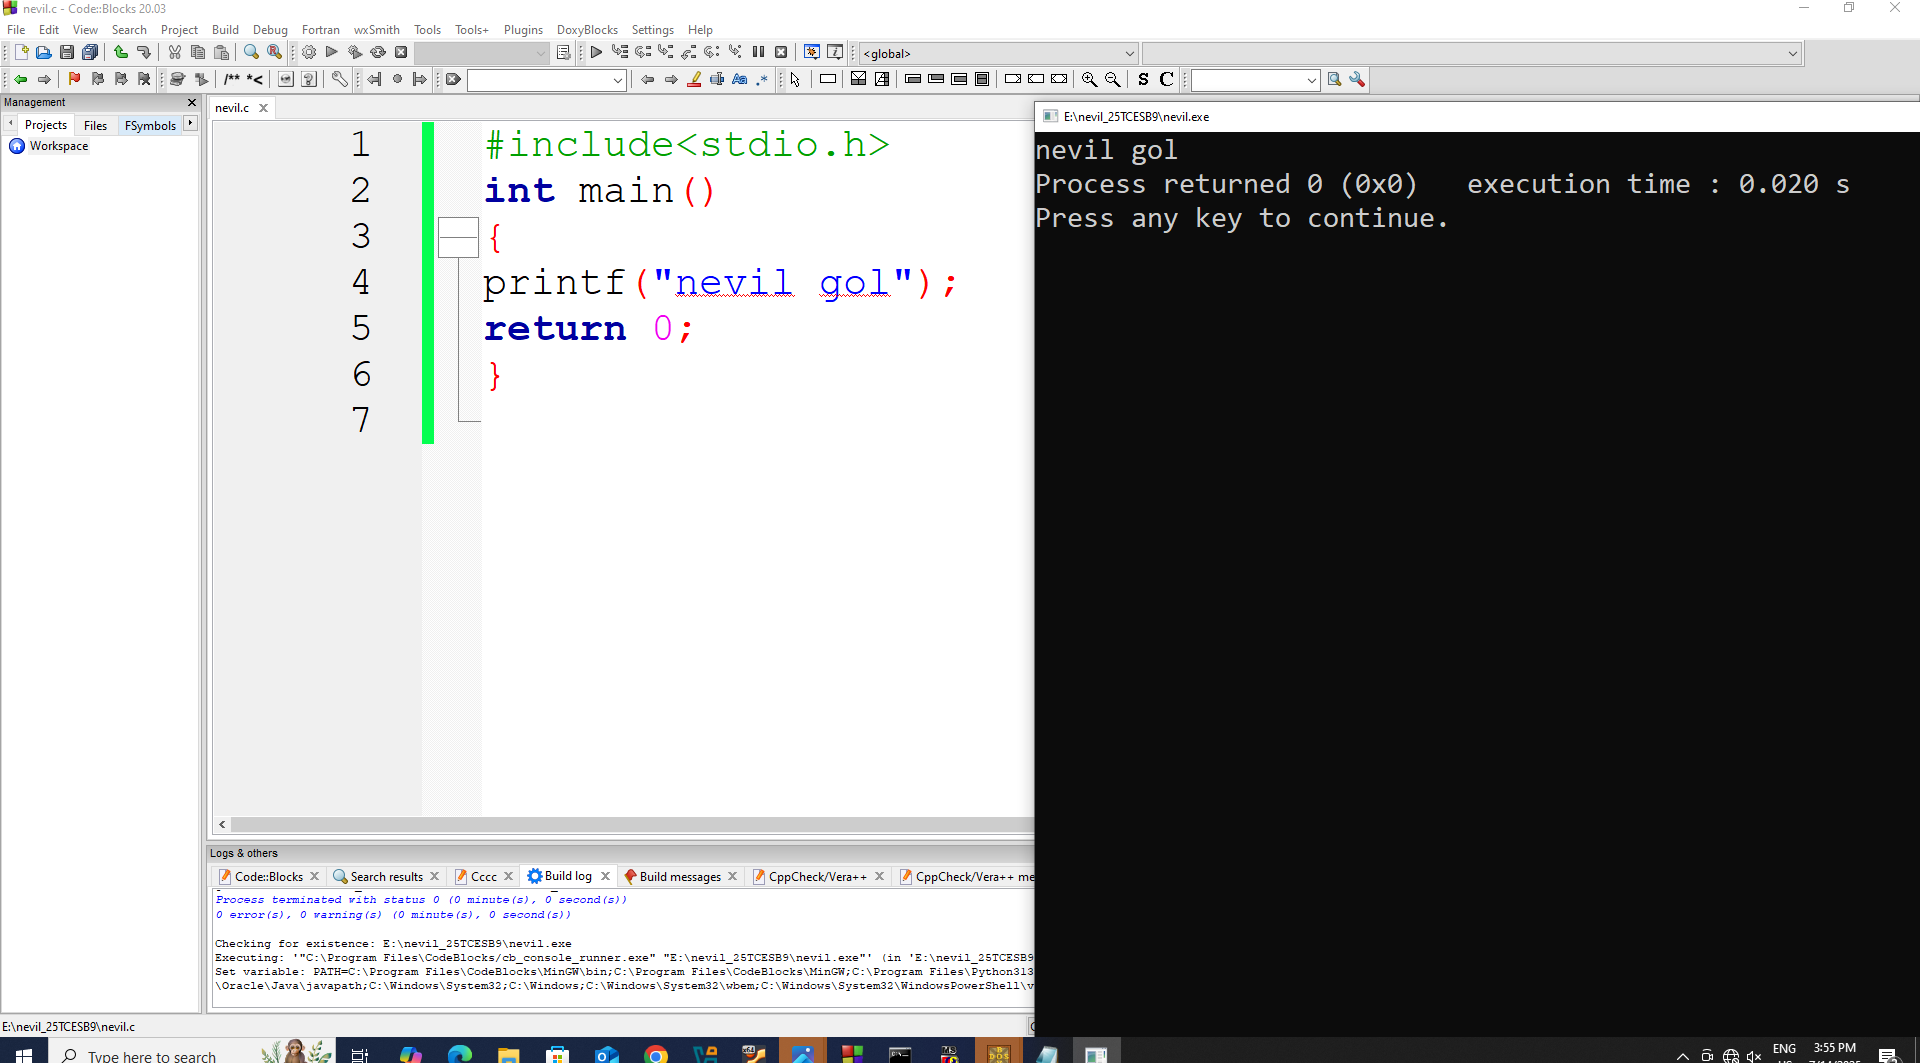 nevil.c - Code::Blocks 20.03
File Edit View Search Project Build Debug Fortran wxSmith Tools Tools+ Plugins DoxyBlocks Settings Help
<global>
/** *<
S C
Management
Projects Files FSymbols
Workspace
nevil.c
1 #include<stdio.h>
2 int main()
3 {
4 printf("nevil gol");
5 return 0;
6 }
7
E:\nevil_25TCESB9\nevil.exe
nevil gol
Process returned 0 (0x0)   execution time : 0.020 s
Press any key to continue.
Logs & others
Code::Blocks Search results Cccc Build log Build messages CppCheck/Vera++ CppCheck/Vera++ me
Process terminated with status 0 (0 minute(s), 0 second(s))
0 error(s), 0 warning(s) (0 minute(s), 0 second(s))
Checking for existence: E:\nevil_25TCESB9\nevil.exe
Executing: '"C:\Program Files\CodeBlocks/cb_console_runner.exe" "E:\nevil_25TCESB9\nevil.exe"' (in 'E:\nevil_25TCESB9
Set variable: PATH=C:\Program Files\CodeBlocks\MinGW\bin;C:\Program Files\CodeBlocks\MinGW;C:\Program Files\Python313
\Oracle\Java\javapath;C:\Windows\System32;C:\Windows;C:\Windows\System32\wbem;C:\Windows\System32\WindowsPowerShell\v
E:\nevil_25TCESB9\nevil.c
Type here to search
ENG
3:55 PM